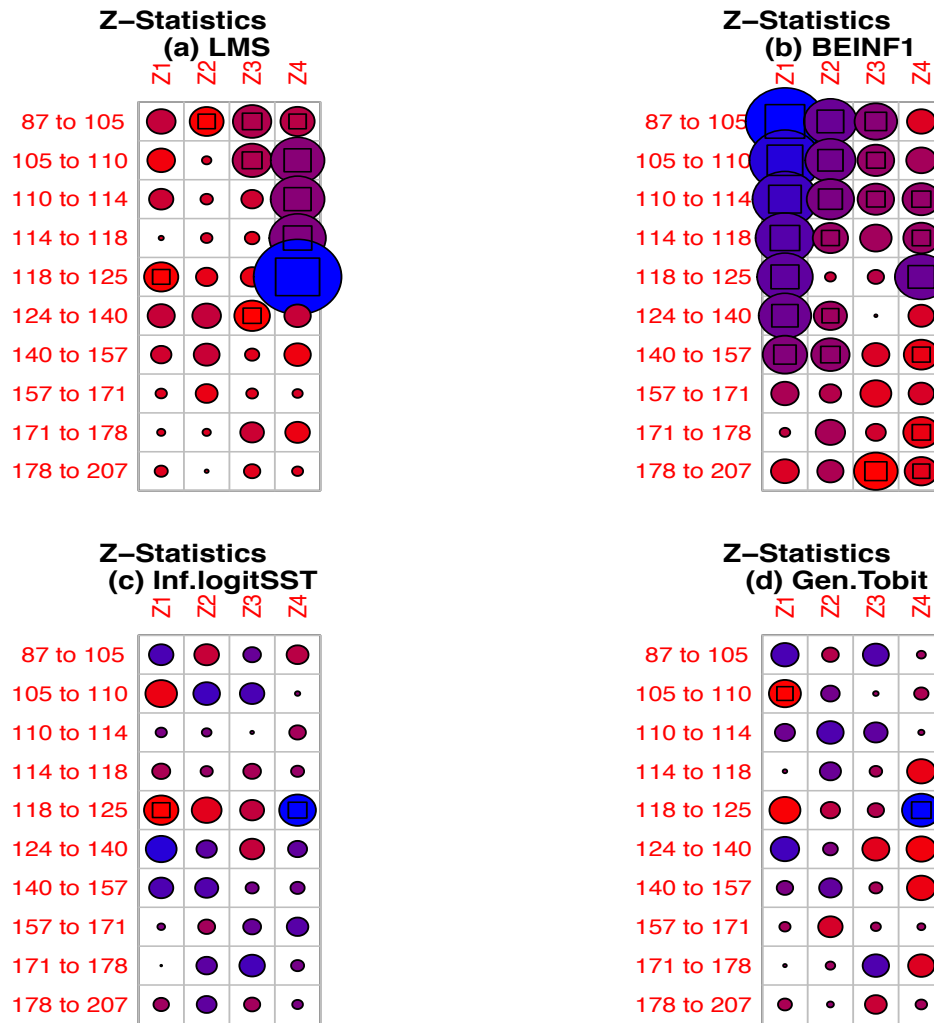 Z−Statistics
(a) LMS
Z1 Z2 Z3 Z4
87 to 105
105 to 110
110 to 114
114 to 118
118 to 125
124 to 140
140 to 157
157 to 171
171 to 178
178 to 207
Z−Statistics
(b) BEINF1
Z1 Z2 Z3 Z4
87 to 105
105 to 110
110 to 114
114 to 118
118 to 125
124 to 140
140 to 157
157 to 171
171 to 178
178 to 207
Z−Statistics
(c) Inf.logitSST
Z1 Z2 Z3 Z4
87 to 105
105 to 110
110 to 114
114 to 118
118 to 125
124 to 140
140 to 157
157 to 171
171 to 178
178 to 207
Z−Statistics
(d) Gen.Tobit
Z1 Z2 Z3 Z4
87 to 105
105 to 110
110 to 114
114 to 118
118 to 125
124 to 140
140 to 157
157 to 171
171 to 178
178 to 207